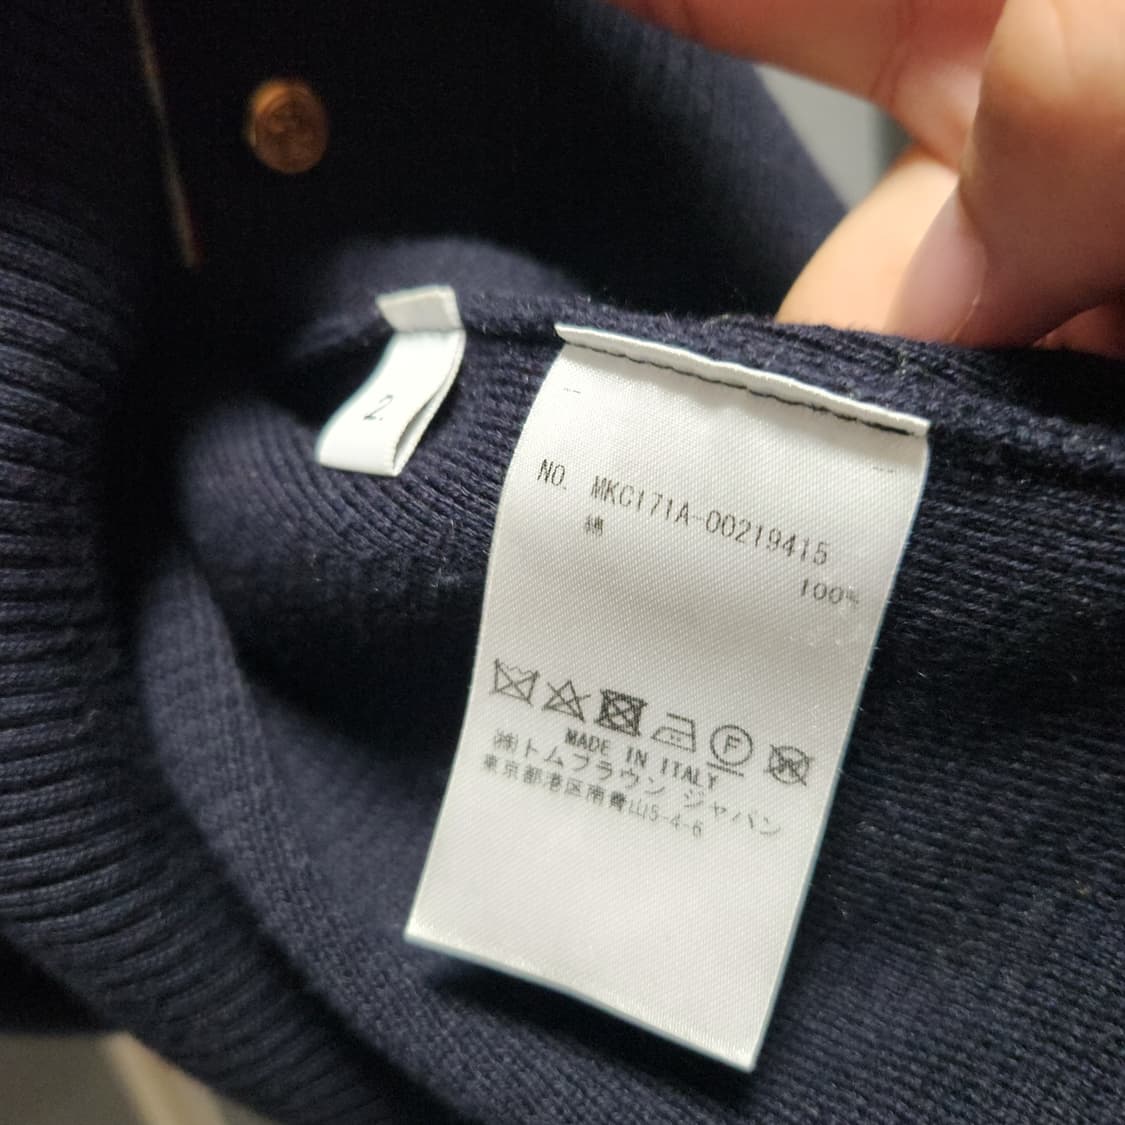 2
NO. MKC171A-00219415
綿
100%
F
W
MADE IN ITALY
㈱トムブラウン ジャパン
東京都港区南青山5-4-6